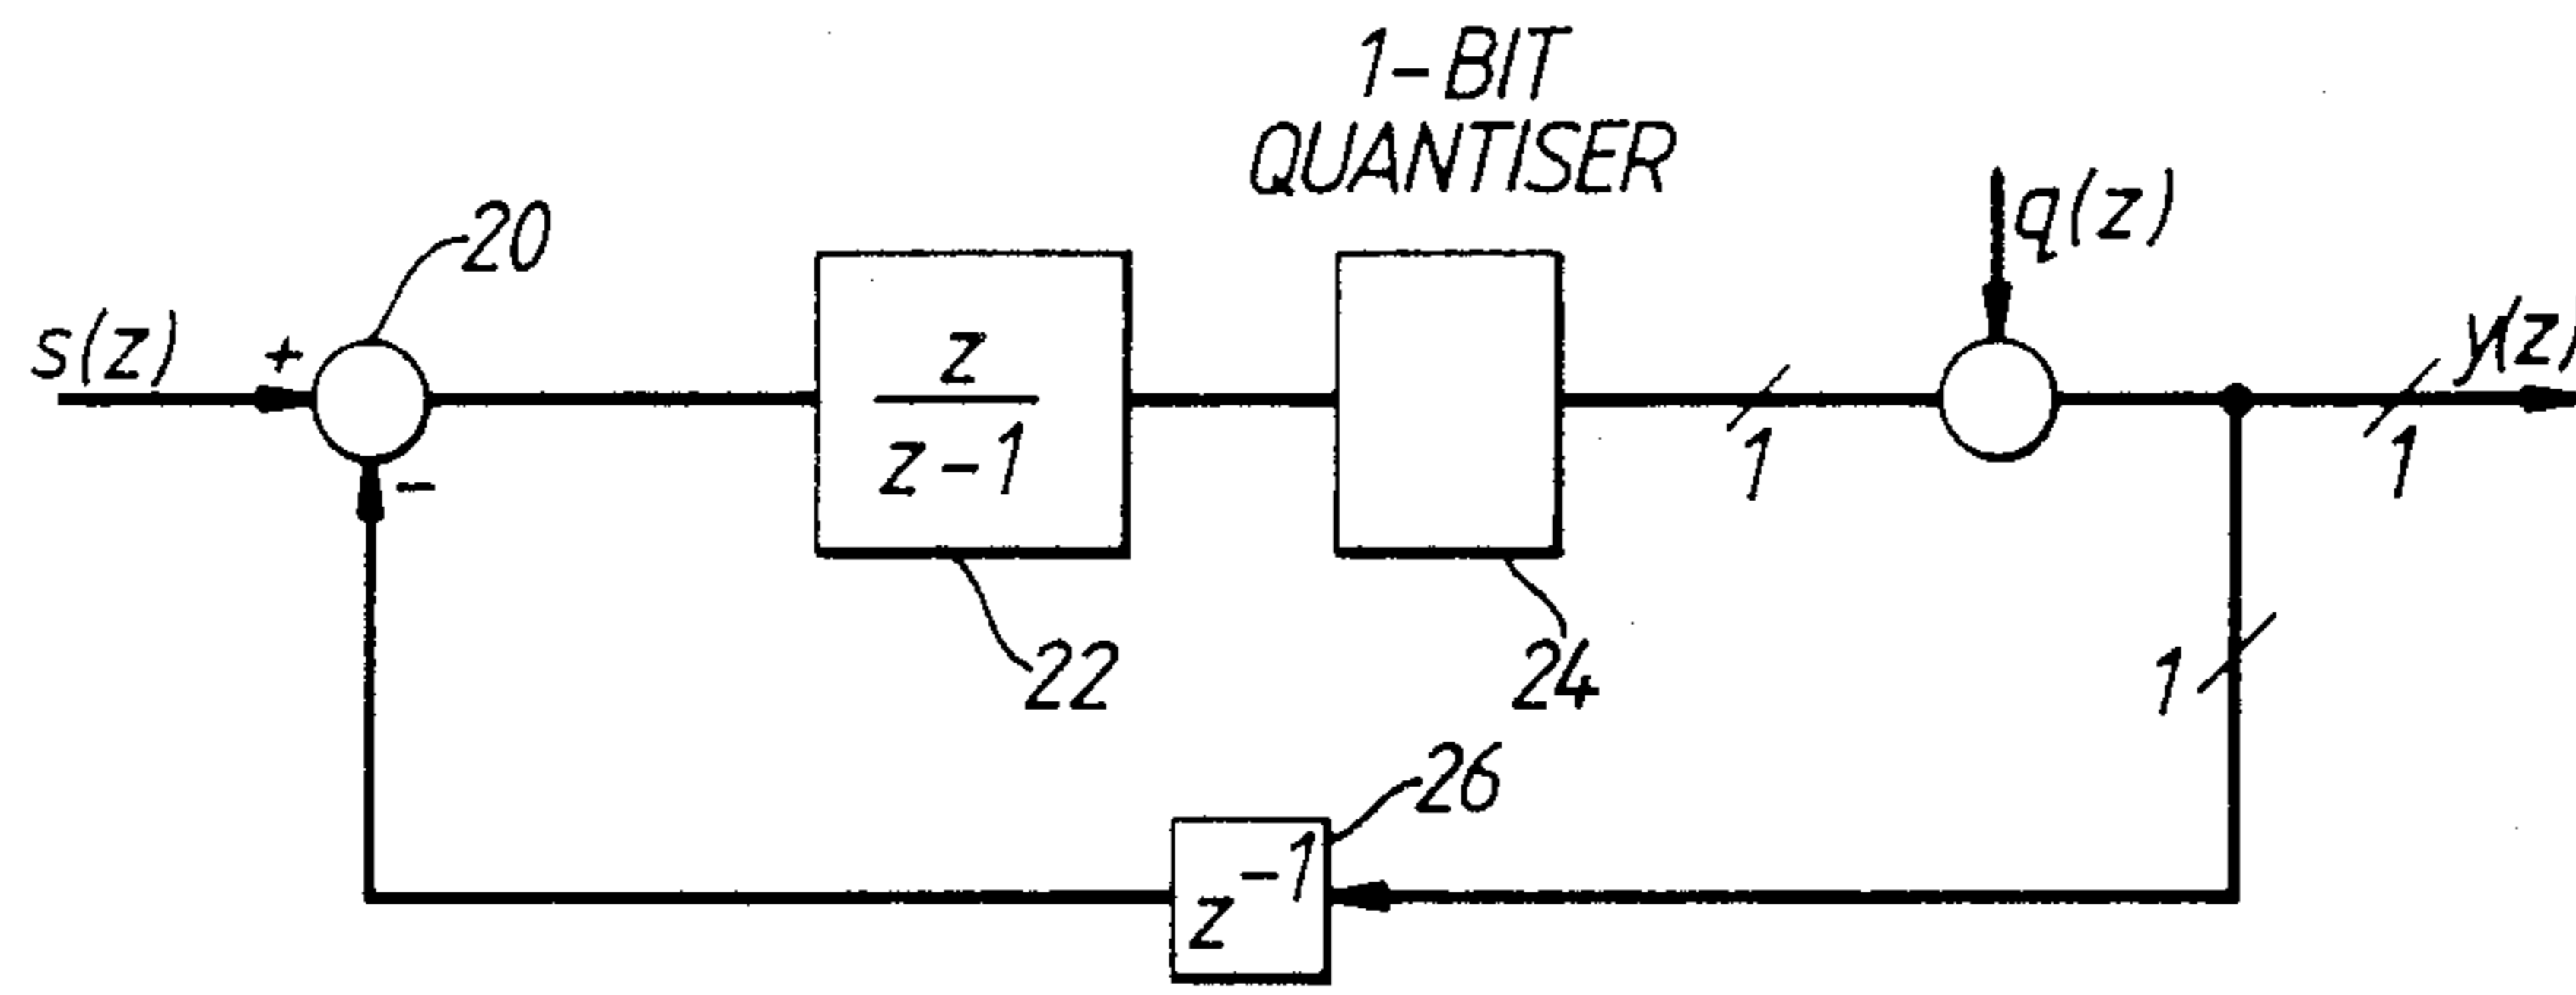 1-BIT
QUANTISER
20
q(z)
s(z)
+
z
z-1
y(z)
1
1
-
22
24
1
26
z^-1